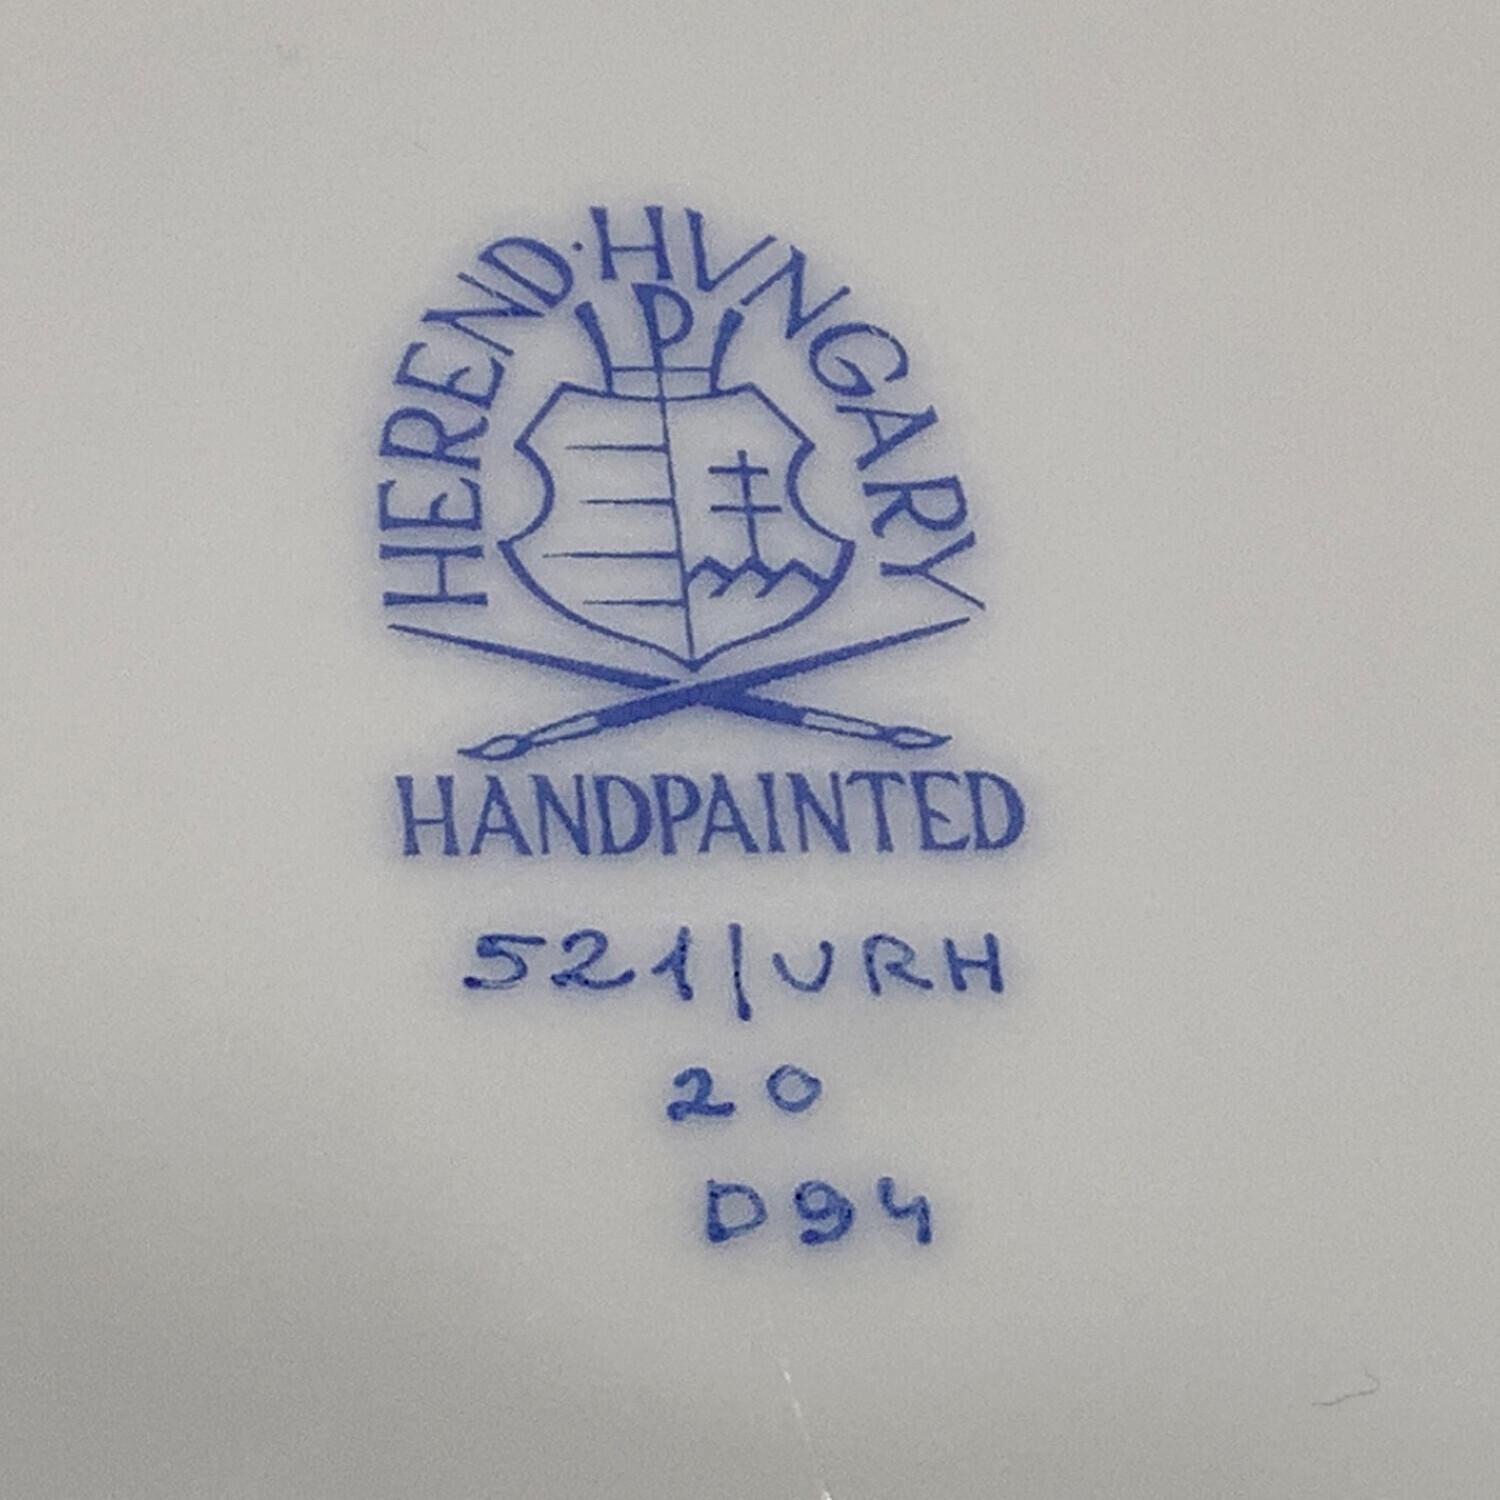 HEREND·HVNGARY
HANDPAINTED
521/VRH
20
D94